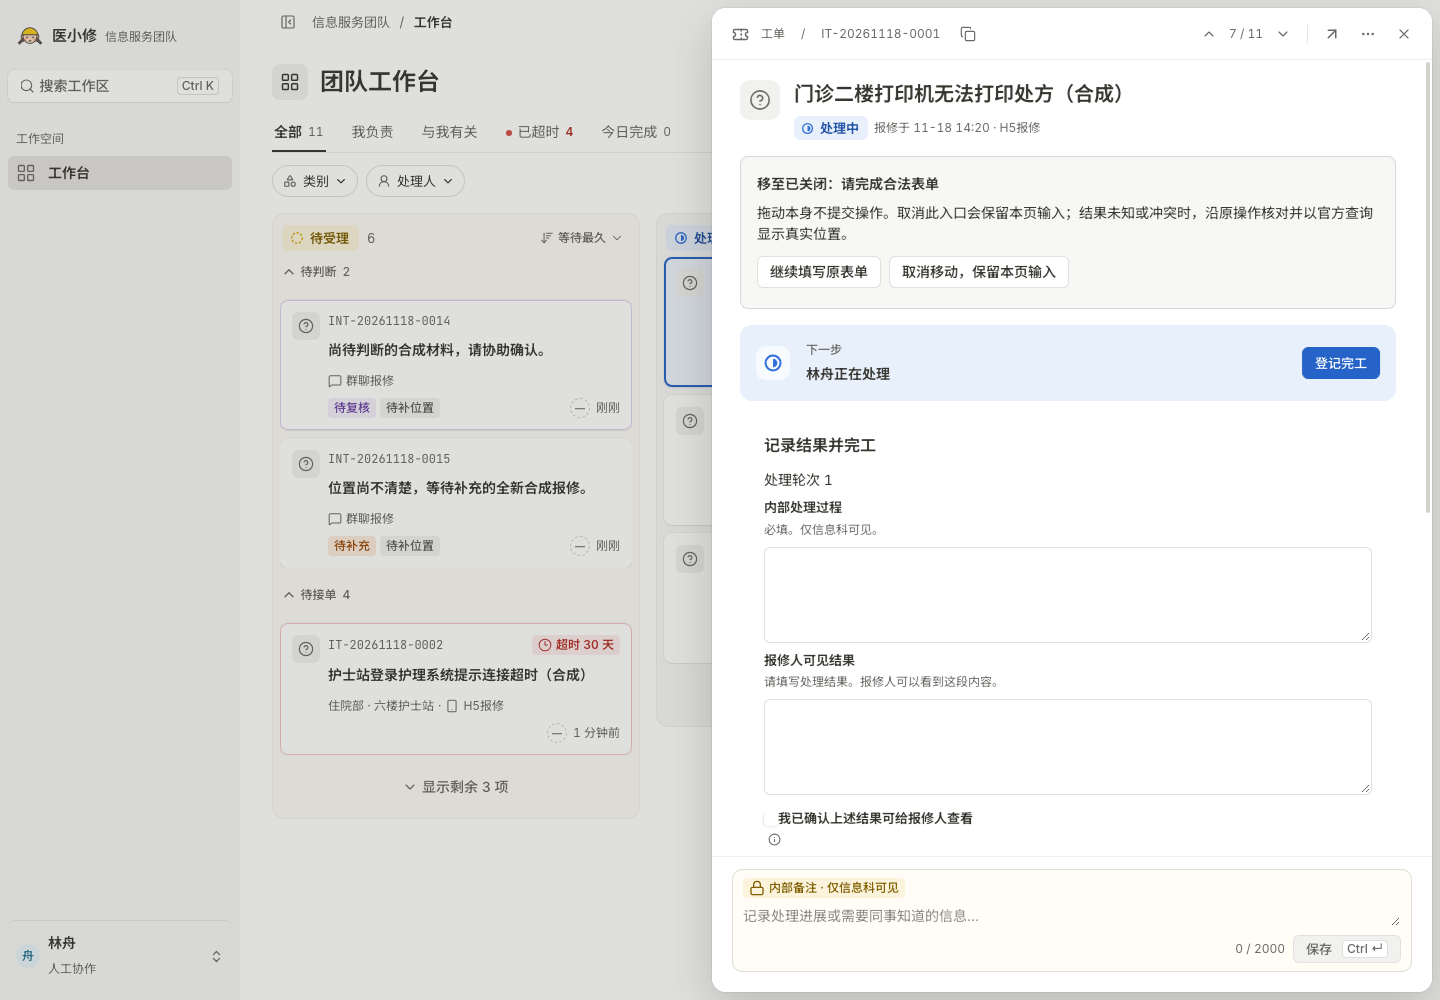 医小修 信息服务团队
搜索工作区 Ctrl K
工作空间
工作台
林舟
舟
人工协作
信息服务团队 / 工作台
团队工作台
全部 11 我负责 与我有关 已超时 4 今日完成 0
类别 处理人
待受理 6 等待最久
待判断 2
INT-20261118-0014
尚待判断的合成材料，请协助确认。
群聊报修
待复核 待补位置 刚刚
INT-20261118-0015
位置尚不清楚，等待补充的全新合成报修。
群聊报修
待补充 待补位置 刚刚
待接单 4
IT-20261118-0002 超时 30 天
护士站登录护理系统提示连接超时（合成）
住院部 · 六楼护士站 · H5报修
1 分钟前
显示剩余 3 项
工单 / IT-20261118-0001 7 / 11
门诊二楼打印机无法打印处方（合成）
处理中 报修于 11-18 14:20 · H5报修
移至已关闭：请完成合法表单
拖动本身不提交操作。取消此入口会保留本页输入；结果未知或冲突时，沿原操作核对并以官方查询
显示真实位置。
继续填写原表单 取消移动，保留本页输入
下一步
林舟正在处理
登记完工
记录结果并完工
处理轮次 1
内部处理过程
必填。仅信息科可见。
报修人可见结果
请填写处理结果。报修人可以看到这段内容。
我已确认上述结果可给报修人查看
内部备注 · 仅信息科可见
记录处理进展或需要同事知道的信息...
0 / 2000 保存 Ctrl ↵